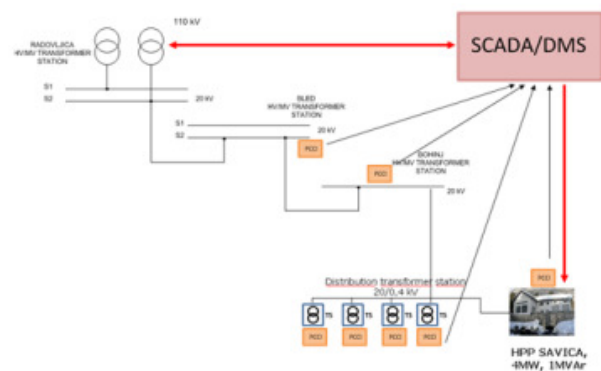 110 kV
SCADA/DMS
RADOVLJICA
HV/MV TRANSFORMER
STATION
S1
S2
20 kV
BLED
HV/MV TRANSFORMER
STATION
S1
S2
20 kV
PCD
BOHINJ
HV/MV TRANSFORMER
STATION
PCD
20 kV
Distribution transformer station
20/0,4 kV
TS
TS
TS
TS
PCD
PCD
PCD
PCD
PCD
HPP SAVICA,
4MW, 1MVAr